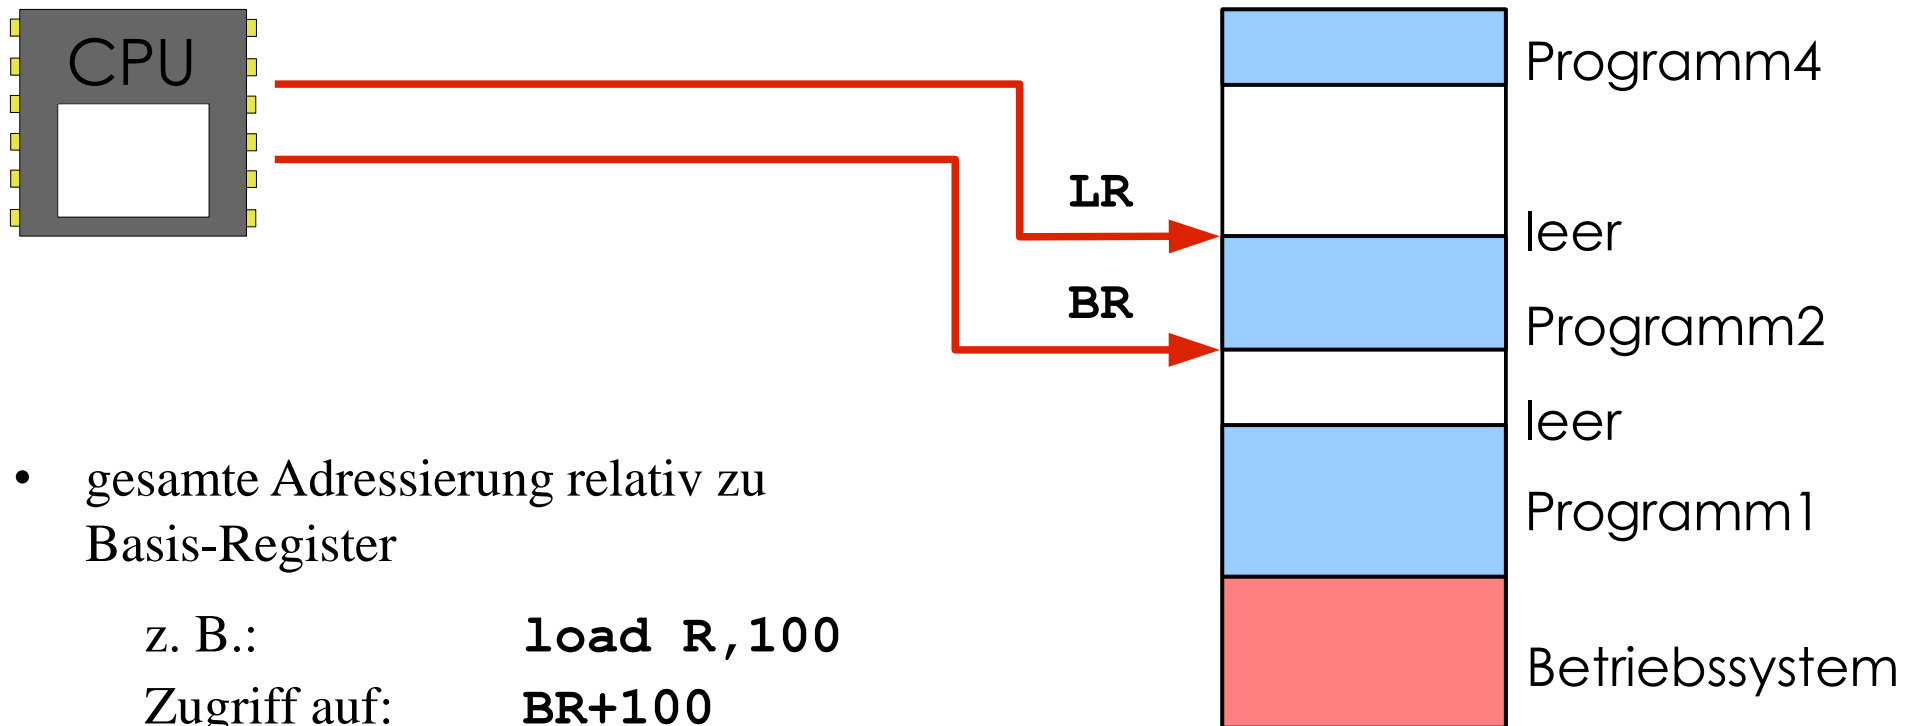 CPU
LR
BR
Programm4
leer
Programm2
leer
Programm1
Betriebssystem
• gesamte Adressierung relativ zu
Basis-Register
z. B.: load R,100
Zugriff auf: BR+100